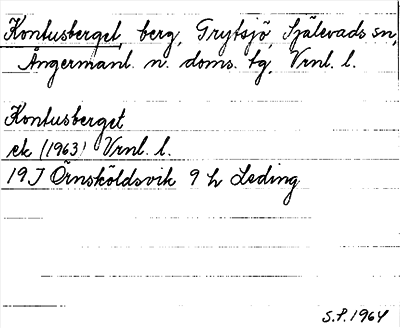 Kontusberget, berg, Grytsjö, Själevads sn,
Ångermanl. n. doms. tg, Vrnl. l.
Kontusberget
ek (1963) Vrnl. l.
19 J Örnsköldsvik 9 h Leding
S.P. 1964